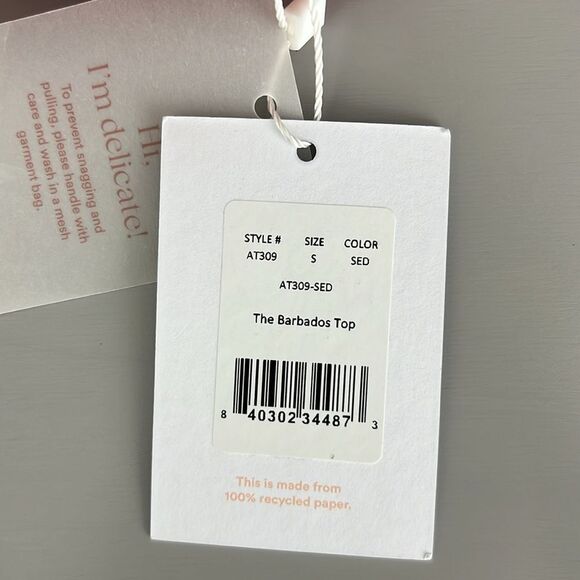 Hi,
I'm delicate!
To prevent snagging and
pulling, please handle with
care and wash in a mesh
garment bag.
STYLE # SIZE COLOR
AT309 S SED
AT309-SED
The Barbados Top
8 40302 34487 3
This is made from
100% recycled paper.